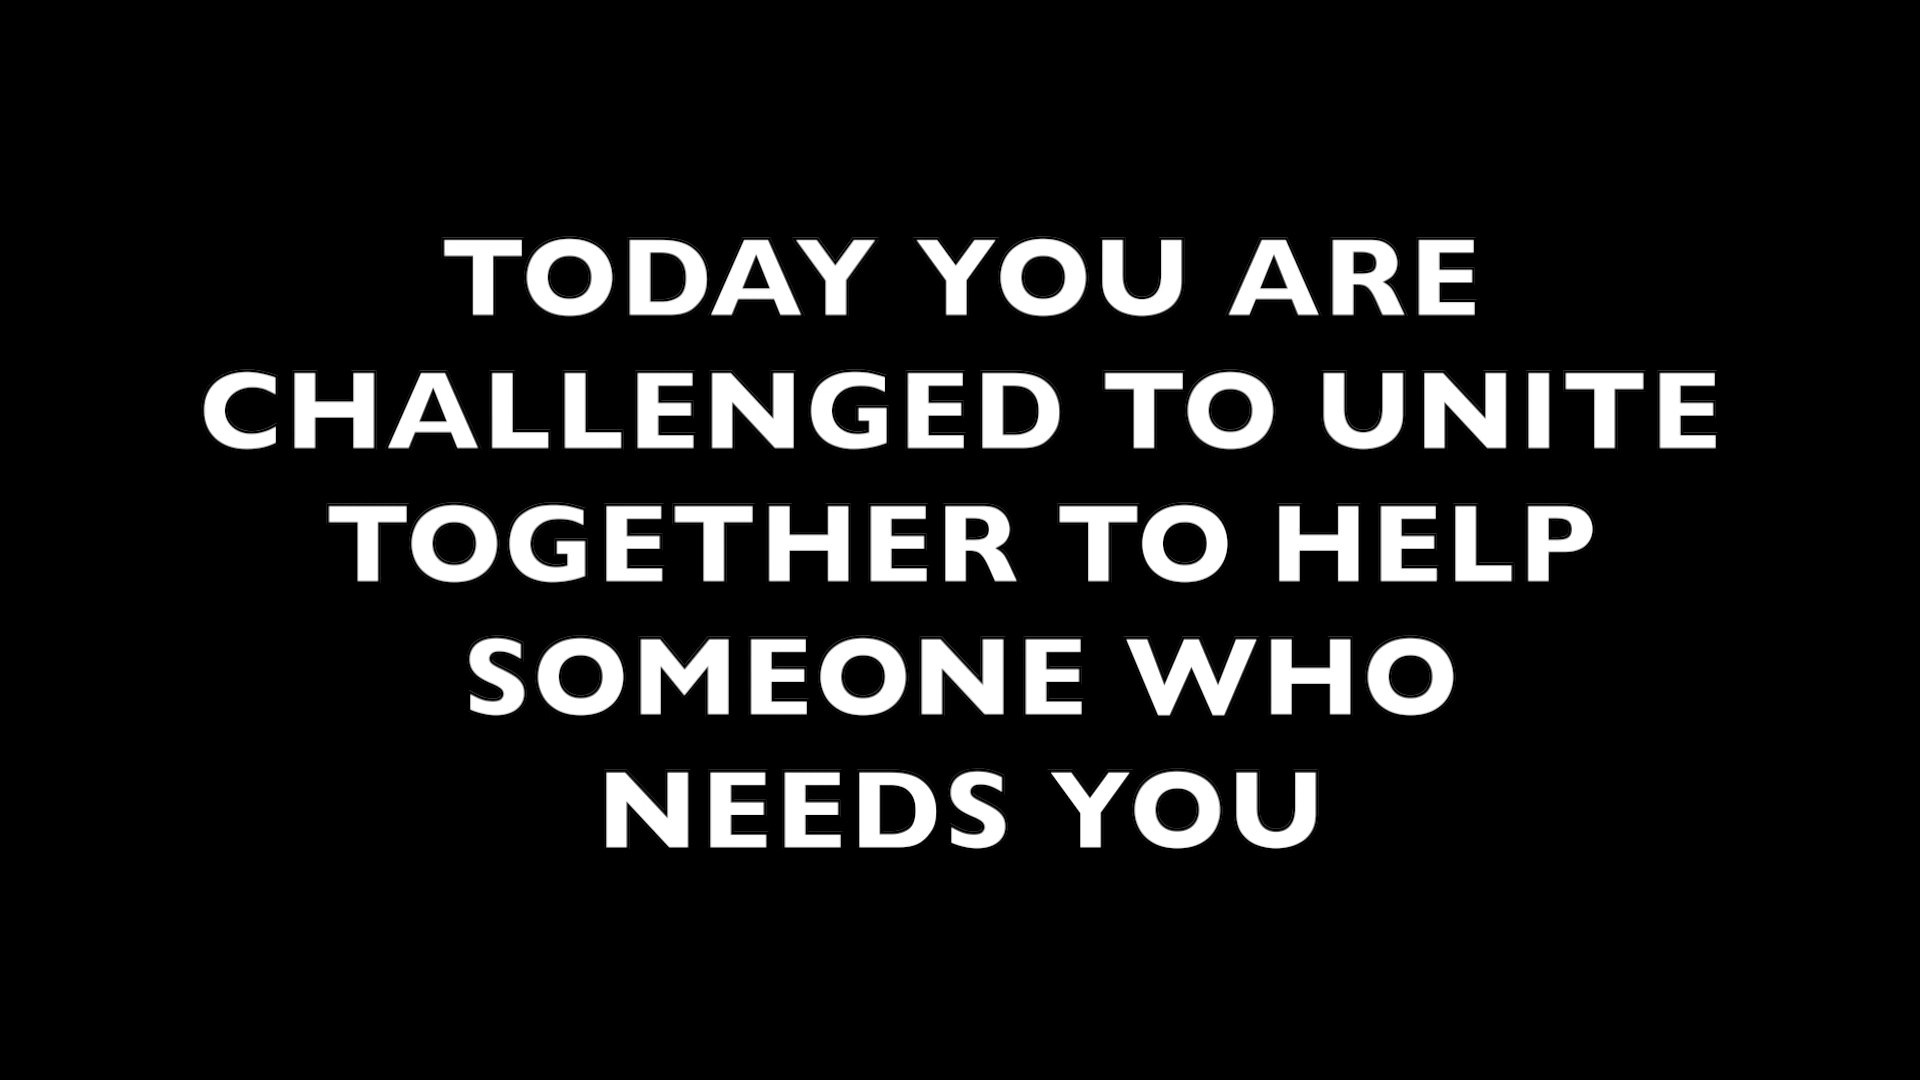 TODAY YOU ARE
CHALLENGED TO UNITE
TOGETHER TO HELP
SOMEONE WHO
NEEDS YOU